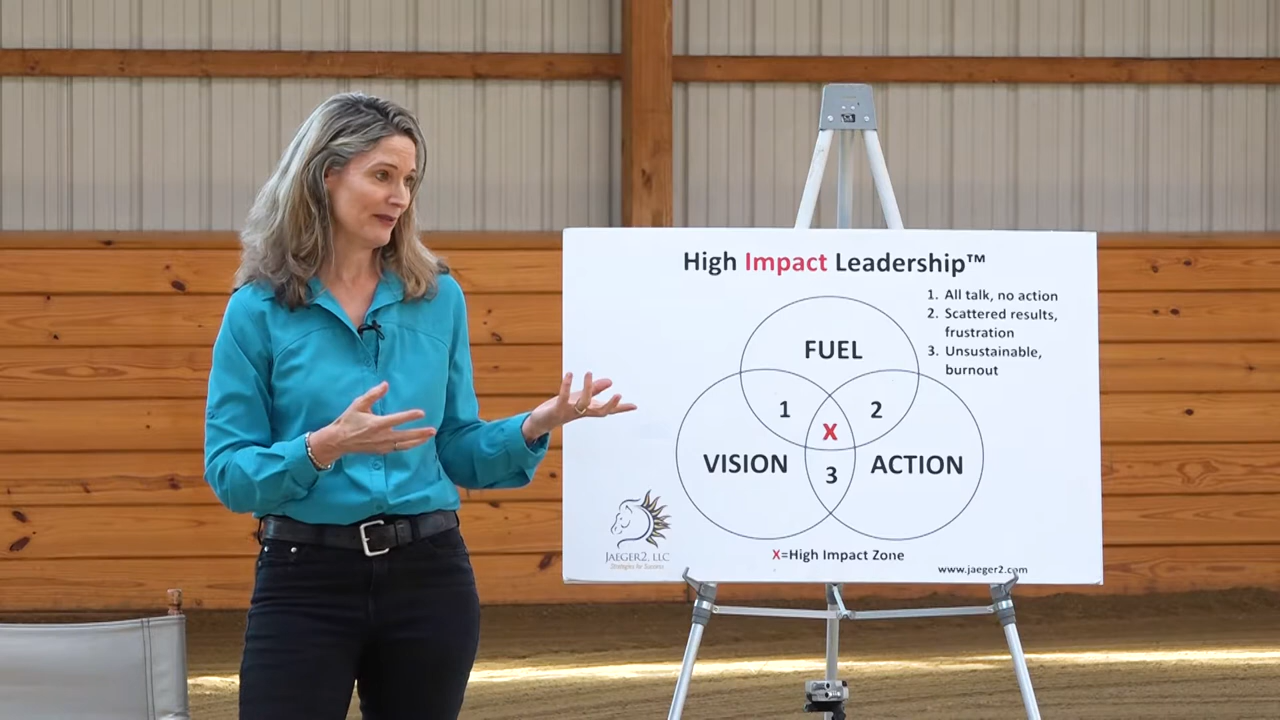 High Impact Leadership™
1. All talk, no action
2. Scattered results,
frustration
3. Unsustainable,
burnout
FUEL
1
2
X
VISION
ACTION
3
JAEGER2, LLC
Strategies for Success
X=High Impact Zone
www.jaeger2.com